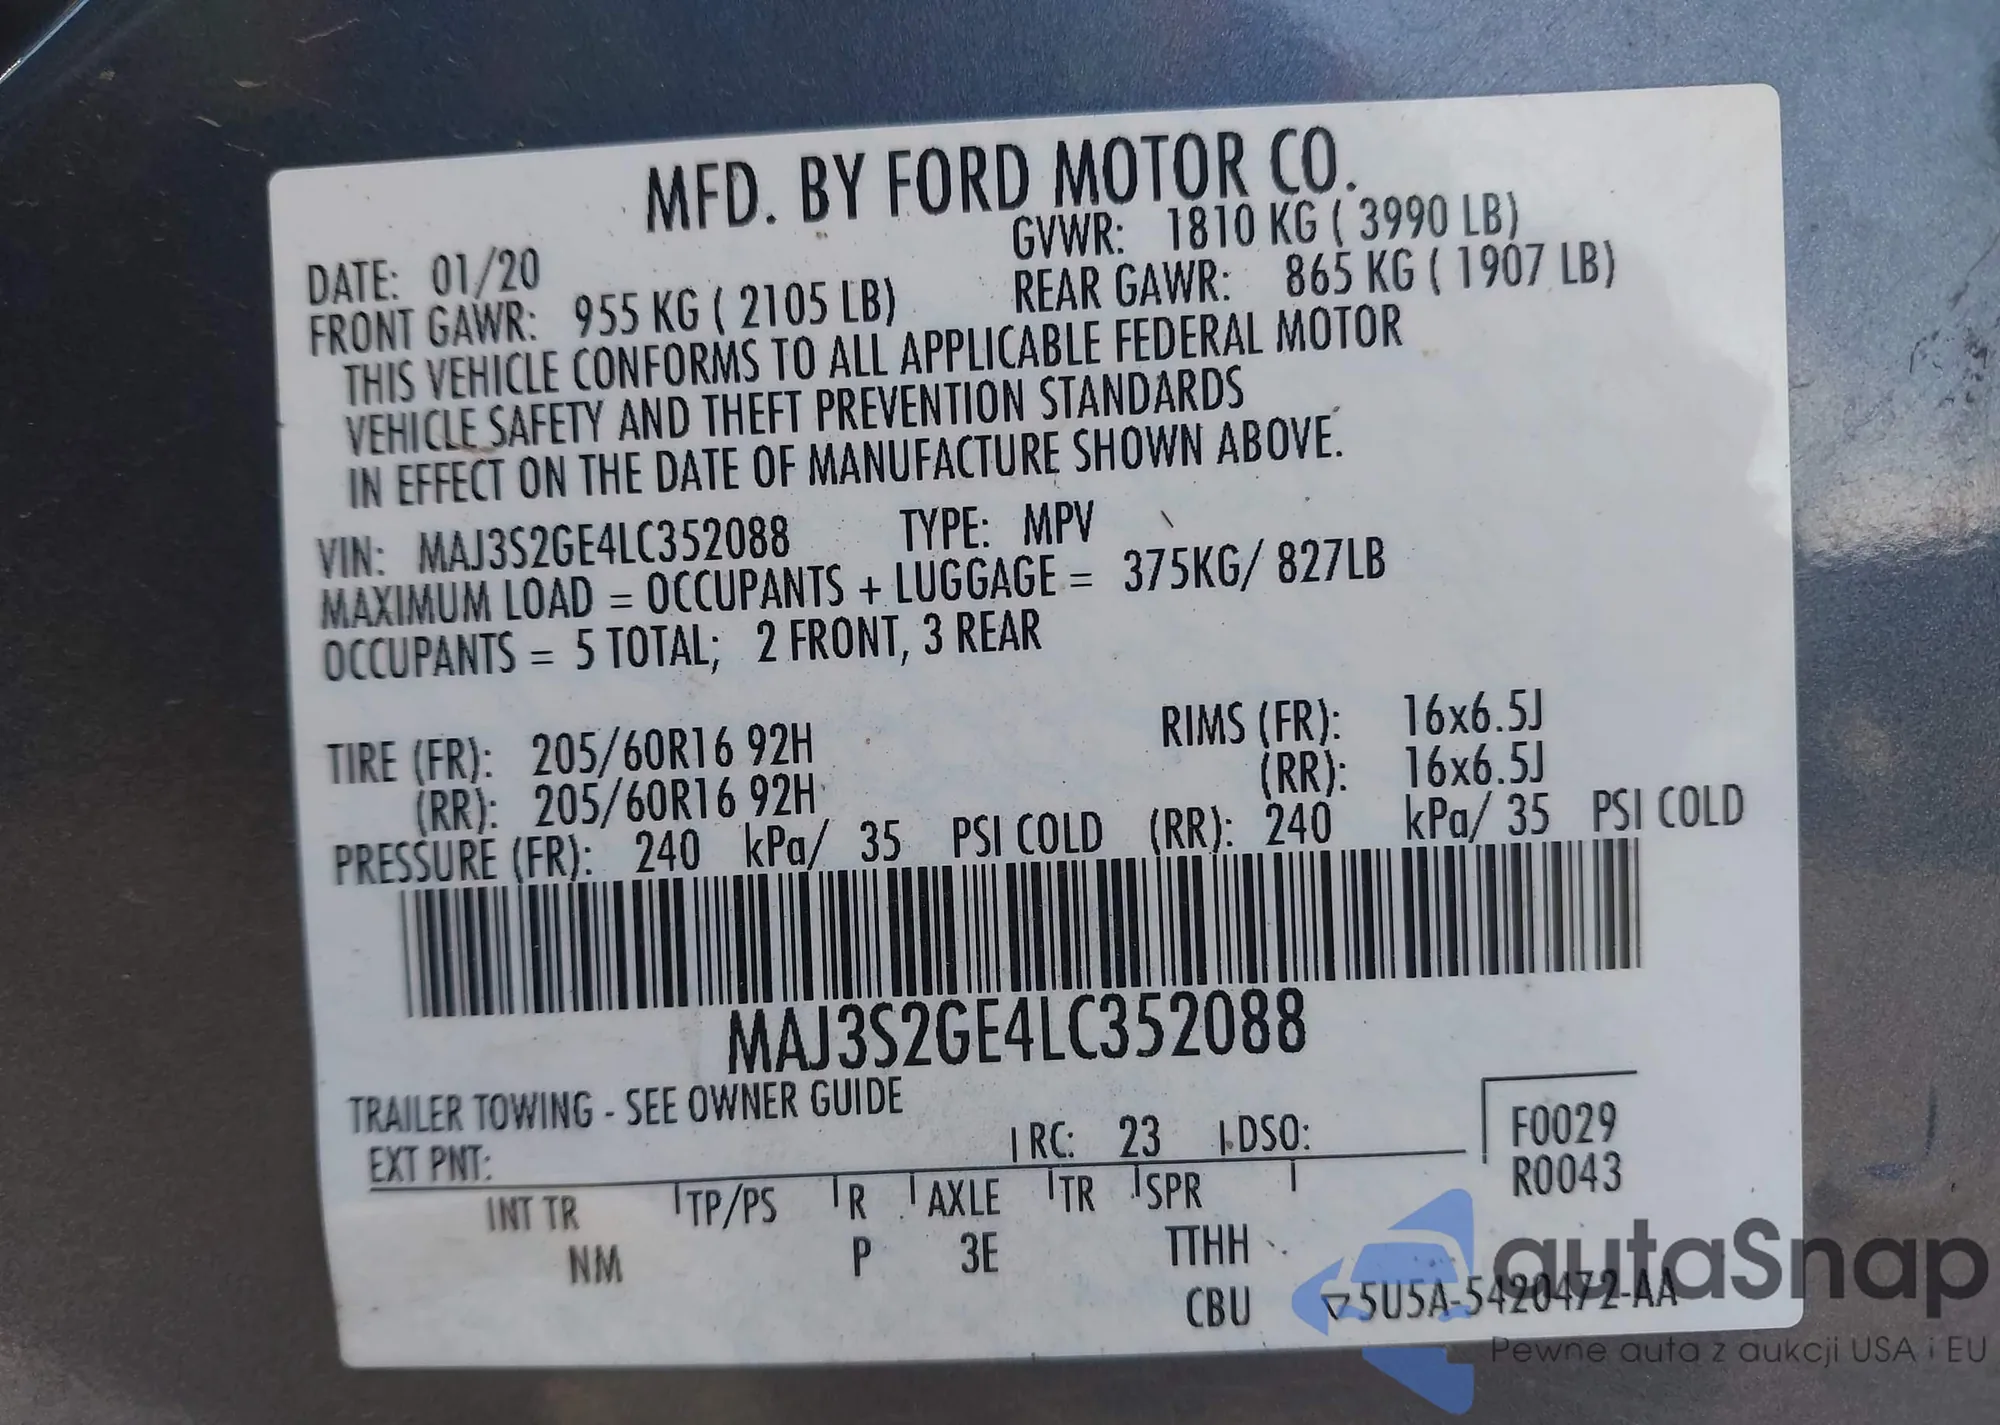 MFD. BY FORD MOTOR CO.
DATE: 01/20 GVWR: 1810 KG ( 3990 LB)
FRONT GAWR: 955 KG ( 2105 LB) REAR GAWR: 865 KG ( 1907 LB)
THIS VEHICLE CONFORMS TO ALL APPLICABLE FEDERAL MOTOR
VEHICLE SAFETY AND THEFT PREVENTION STANDARDS
IN EFFECT ON THE DATE OF MANUFACTURE SHOWN ABOVE.
VIN: MAJ3S2GE4LC352088 TYPE: MPV
MAXIMUM LOAD = OCCUPANTS + LUGGAGE = 375KG/ 827LB
OCCUPANTS = 5 TOTAL; 2 FRONT, 3 REAR
TIRE (FR): 205/60R16 92H RIMS (FR): 16x6.5J
(RR): 205/60R16 92H (RR): 16x6.5J
PRESSURE (FR): 240 kPa/ 35 PSI COLD (RR): 240 kPa/ 35 PSI COLD
MAJ3S2GE4LC352088
TRAILER TOWING - SEE OWNER GUIDE
EXT PNT: RC: 23 DSO: F0029
R0043
INT TR TP/PS R AXLE TR SPR
NM P 3E TTHH
CBU 5U5A-5420472-AA
autaSnap
Pewne auta z aukcji USA i EU